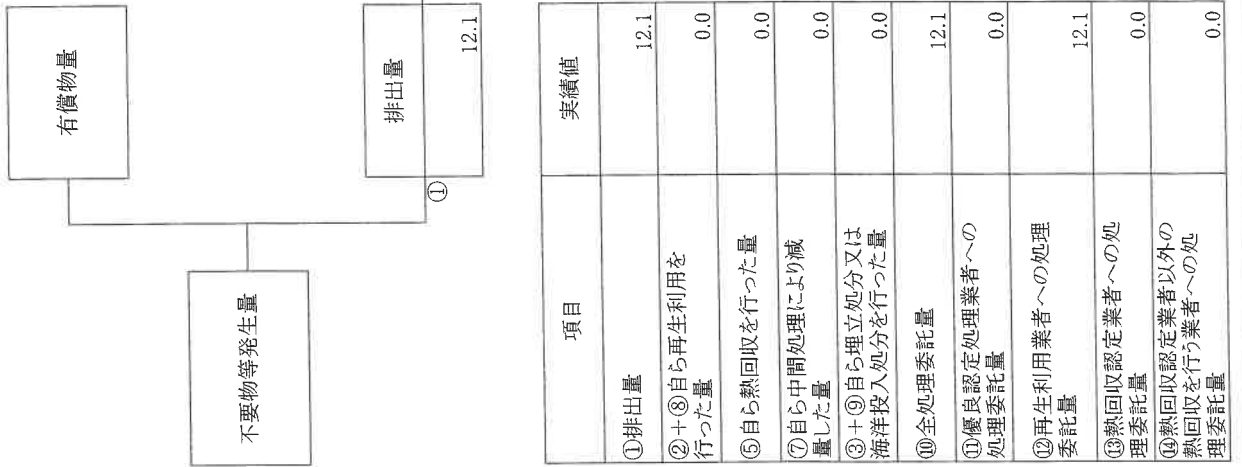 有償物量
不要物等発生量
排出量
①
12.1
項目
実績値
①排出量
12.1
②+⑧自ら再生利用を
行った量
0.0
⑤自ら熱回収を行った量
0.0
⑦自ら中間処理により減
量した量
0.0
③+⑨自ら埋立処分又は
海洋投入処分を行った量
0.0
⑩全処理委託量
12.1
⑪優良認定処理業者への
処理委託量
0.0
⑫再生利用業者への処理
委託量
12.1
⑬熱回収認定業者への処
理委託量
0.0
⑭熱回収認定業者以外の
熱回収を行う業者への処
理委託量
0.0